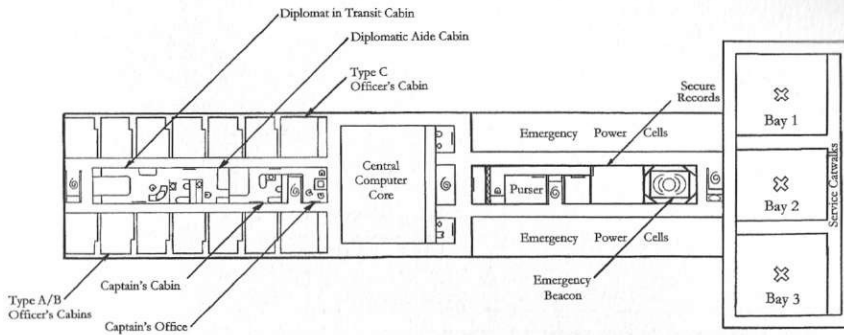 Diplomat in Transit Cabin
Diplomatic Aide Cabin
Type C
Officer's Cabin
Secure
Records
Bay 1
Emergency Power Cells
Central
Computer
Core
Purser
Bay 2
Service Catwalks
Emergency Power Cells
Captain's Cabin
Emergency
Beacon
Bay 3
Type A/B
Officer's Cabins
Captain's Office